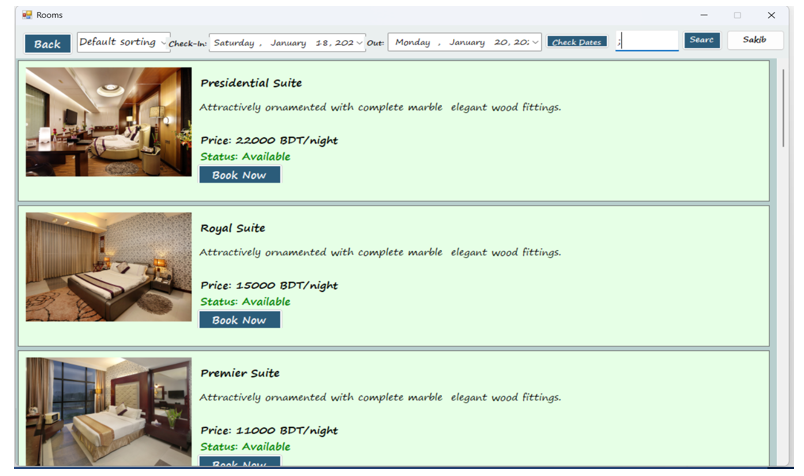 Rooms
Back Default sorting Check-In: Saturday , January 18, 202 Out: Monday , January 20, 20: Check Dates ; Searc Sakib
Presidential Suite
Attractively ornamented with complete marble elegant wood fittings.
Price: 22000 BDT/night
Status: Available
Book Now
Royal Suite
Attractively ornamented with complete marble elegant wood fittings.
Price: 15000 BDT/night
Status: Available
Book Now
Premier Suite
Attractively ornamented with complete marble elegant wood fittings.
Price: 11000 BDT/night
Status: Available
Book Now